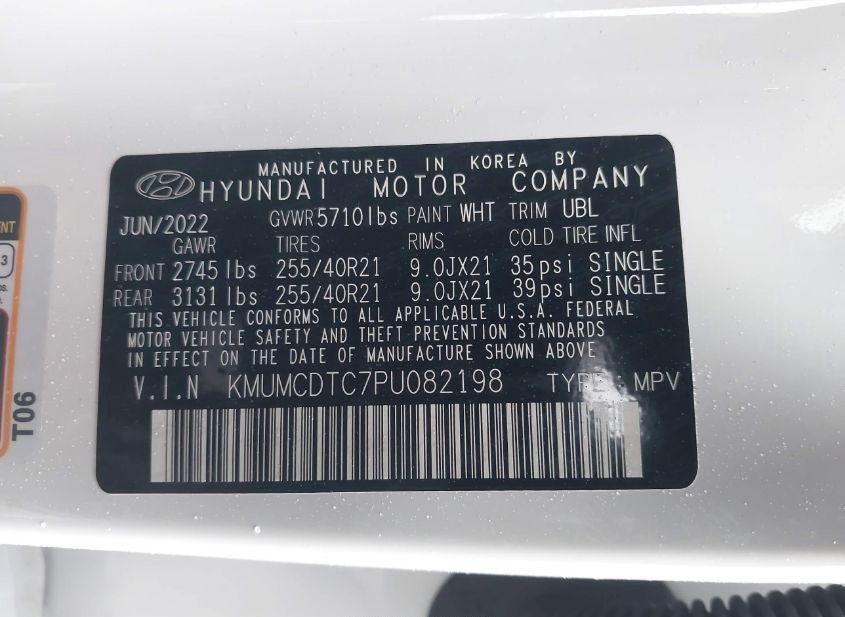 MANUFACTURED IN KOREA BY
HYUNDAI MOTOR COMPANY
JUN/2022 GVWR 5710lbs PAINT WHT TRIM UBL
GAWR TIRES RIMS COLD TIRE INFL
FRONT 2745 lbs 255/40R21 9.0JX21 35psi SINGLE
REAR 3131 lbs 255/40R21 9.0JX21 39psi SINGLE
THIS VEHICLE CONFORMS TO ALL APPLICABLE U.S.A. FEDERAL
MOTOR VEHICLE SAFETY AND THEFT PREVENTION STANDARDS
IN EFFECT ON THE DATE OF MANUFACTURE SHOWN ABOVE
V.I.N KMUMCDTC7PU082198 TYPE MPV
T06
3